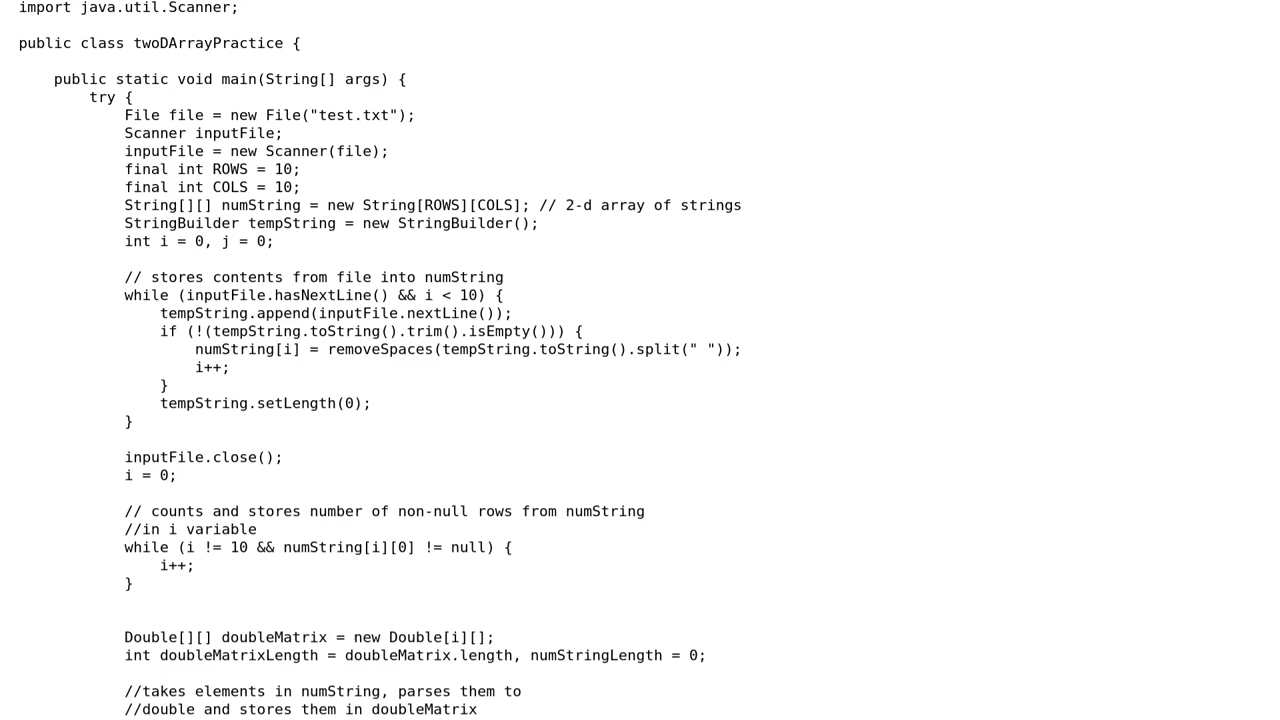 import java.util.Scanner;
public class twoDArrayPractice {
public static void main(String[] args) {
try {
File file = new File("test.txt");
Scanner inputFile;
inputFile = new Scanner(file);
final int ROWS = 10;
final int COLS = 10;
String[][] numString = new String[ROWS][COLS]; // 2-d array of strings
StringBuilder tempString = new StringBuilder();
int i = 0, j = 0;
// stores contents from file into numString
while (inputFile.hasNextLine() && i < 10) {
tempString.append(inputFile.nextLine());
if (!(tempString.toString().trim().isEmpty())) {
numString[i] = removeSpaces(tempString.toString().split(" "));
i++;
}
tempString.setLength(0);
}
inputFile.close();
i = 0;
// counts and stores number of non-null rows from numString
//in i variable
while (i != 10 && numString[i][0] != null) {
i++;
}
Double[][] doubleMatrix = new Double[i][];
int doubleMatrixLength = doubleMatrix.length, numStringLength = 0;
//takes elements in numString, parses them to
//double and stores them in doubleMatrix